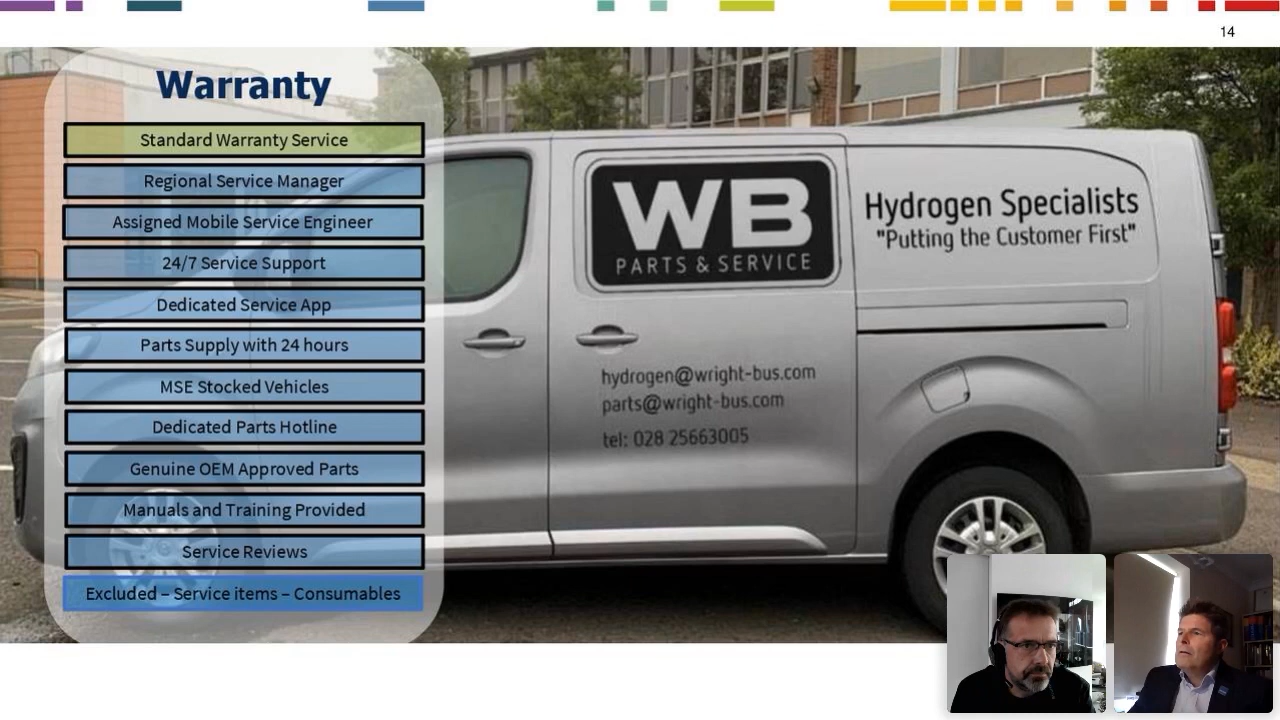 14
Warranty
Standard Warranty Service
Regional Service Manager
Assigned Mobile Service Engineer
24/7 Service Support
Dedicated Service App
Parts Supply with 24 hours
MSE Stocked Vehicles
Dedicated Parts Hotline
Genuine OEM Approved Parts
Manuals and Training Provided
Service Reviews
Excluded – Service items – Consumables
WB
PARTS & SERVICE
Hydrogen Specialists
"Putting the Customer First"
hydrogen@wright-bus.com
parts@wright-bus.com
tel: 028 25663005